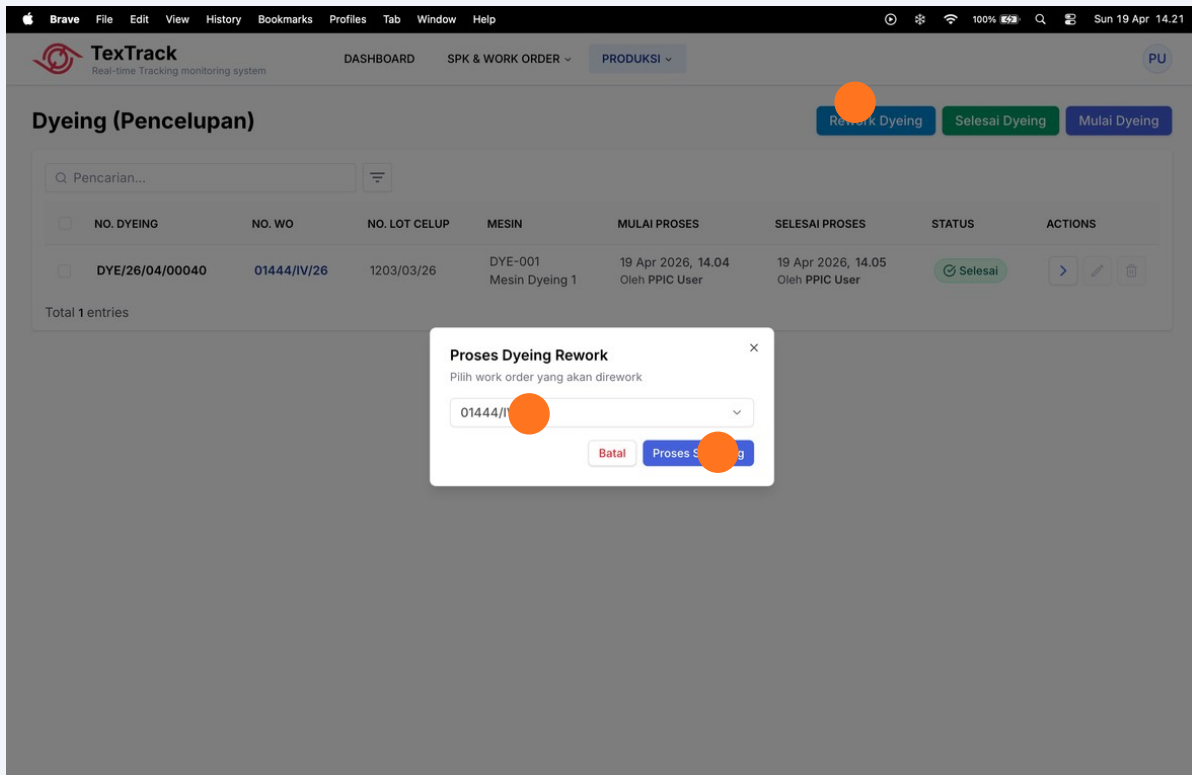 Brave File Edit View History Bookmarks Profiles Tab Window Help 100% Sun 19 Apr 14.21
TexTrack
Real-time Tracking monitoring system
DASHBOARD SPK & WORK ORDER PRODUKSI PU
Dyeing (Pencelupan)
Dyeing Selesai Dyeing Mulai Dyeing
Pencarian...
NO. DYEING NO. WO NO. LOT CELUP MESIN MULAI PROSES SELESAI PROSES STATUS ACTIONS
DYE/26/04/00040 01444/IV/26 1203/03/26 DYE-001 19 Apr 2026, 14.04 19 Apr 2026, 14.05 Selesai
Mesin Dyeing 1 Oleh PPIC User Oleh PPIC User
Total 1 entries
Proses Dyeing Rework
Pilih work order yang akan direwok
01444/
Batal Proses